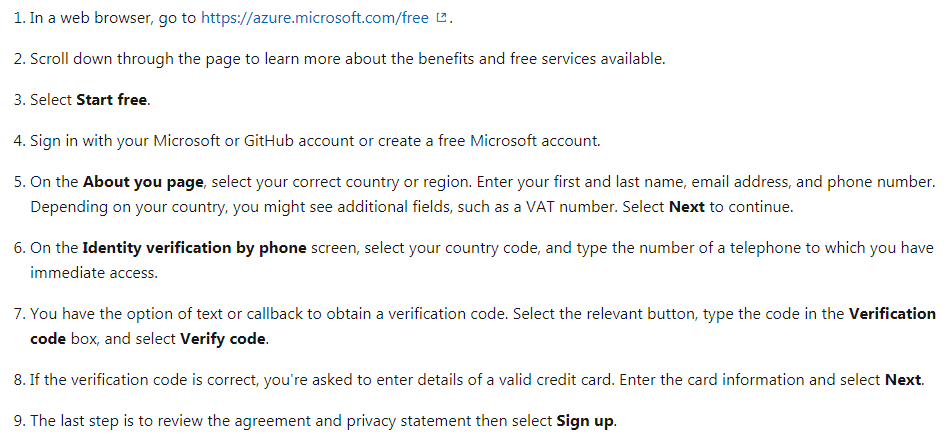 1. In a web browser, go to https://azure.microsoft.com/free .
2. Scroll down through the page to learn more about the benefits and free services available.
3. Select Start free.
4. Sign in with your Microsoft or GitHub account or create a free Microsoft account.
5. On the About you page, select your correct country or region. Enter your first and last name, email address, and phone number.
Depending on your country, you might see additional fields, such as a VAT number. Select Next to continue.
6. On the Identity verification by phone screen, select your country code, and type the number of a telephone to which you have
immediate access.
7. You have the option of text or callback to obtain a verification code. Select the relevant button, type the code in the Verification
code box, and select Verify code.
8. If the verification code is correct, you're asked to enter details of a valid credit card. Enter the card information and select Next.
9. The last step is to review the agreement and privacy statement then select Sign up.